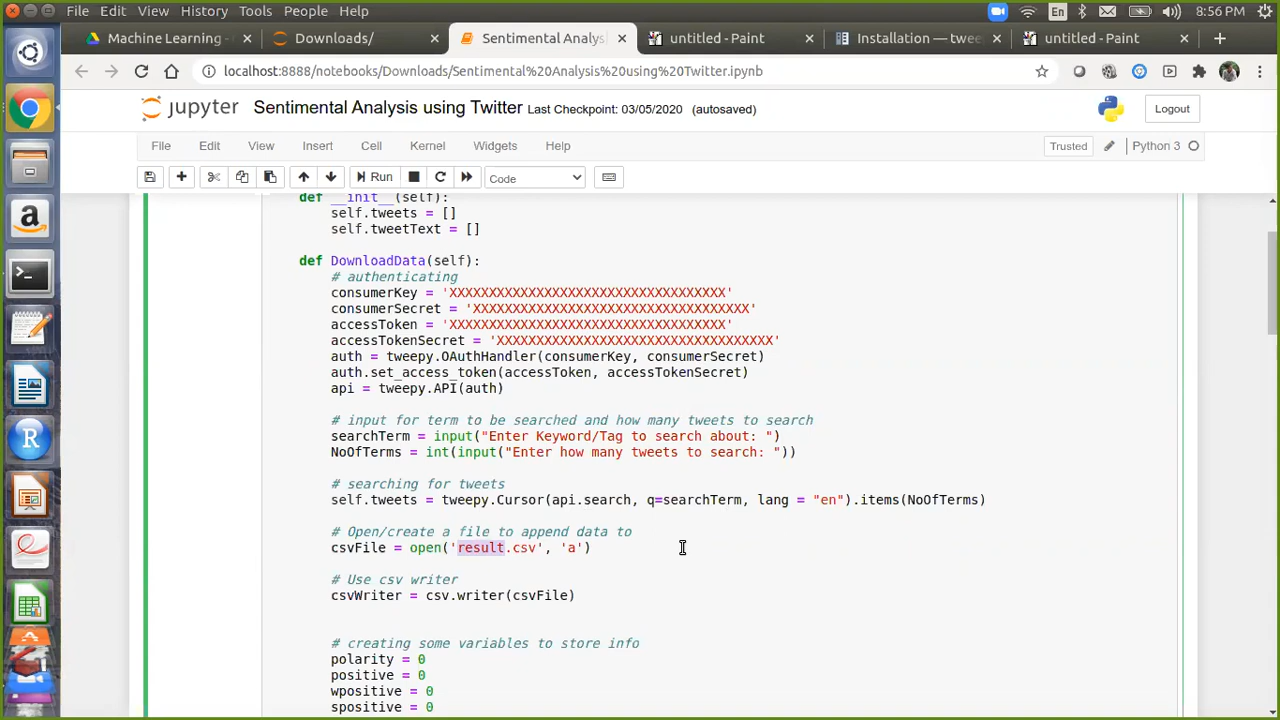 File Edit View History Tools People Help En 8:56 PM
Machine Learning - Downloads/ Sentimental Analys untitled - Paint Installation — twee untitled - Paint
localhost:8888/notebooks/Downloads/Sentimental%20Analysis%20using%20Twitter.ipynb
jupyter Sentimental Analysis using Twitter Last Checkpoint: 03/05/2020 (autosaved) Logout
File Edit View Insert Cell Kernel Widgets Help Trusted Python 3
Run Code
def __init__(self):
self.tweets = []
self.tweetText = []
def DownloadData(self):
# authenticating
consumerKey = 'XXXXXXXXXXXXXXXXXXXXXXXXXXXXXXXXXXX'
consumerSecret = 'XXXXXXXXXXXXXXXXXXXXXXXXXXXXXXXXXXX'
accessToken = 'XXXXXXXXXXXXXXXXXXXXXXXXXXXXXXXXXXX'
accessTokenSecret = 'XXXXXXXXXXXXXXXXXXXXXXXXXXXXXXXXXXX'
auth = tweepy.OAuthHandler(consumerKey, consumerSecret)
auth.set_access_token(accessToken, accessTokenSecret)
api = tweepy.API(auth)
# input for term to be searched and how many tweets to search
searchTerm = input("Enter Keyword/Tag to search about: ")
NoOfTerms = int(input("Enter how many tweets to search: "))
# searching for tweets
self.tweets = tweepy.Cursor(api.search, q=searchTerm, lang = "en").items(NoOfTerms)
# Open/create a file to append data to
csvFile = open('result.csv', 'a')
# Use csv writer
csvWriter = csv.writer(csvFile)
# creating some variables to store info
polarity = 0
positive = 0
wpositive = 0
spositive = 0